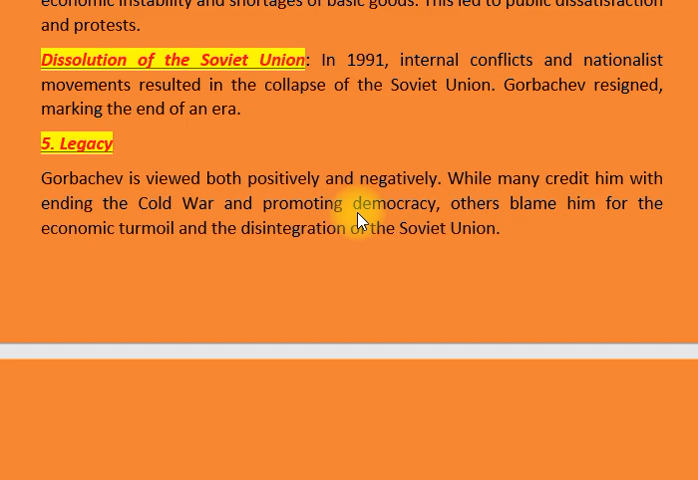 economic instability and shortages of basic goods. This led to public dissatisfaction
and protests.
Dissolution of the Soviet Union: In 1991, internal conflicts and nationalist
movements resulted in the collapse of the Soviet Union. Gorbachev resigned,
marking the end of an era.
5. Legacy
Gorbachev is viewed both positively and negatively. While many credit him with
ending the Cold War and promoting democracy, others blame him for the
economic turmoil and the disintegration of the Soviet Union.